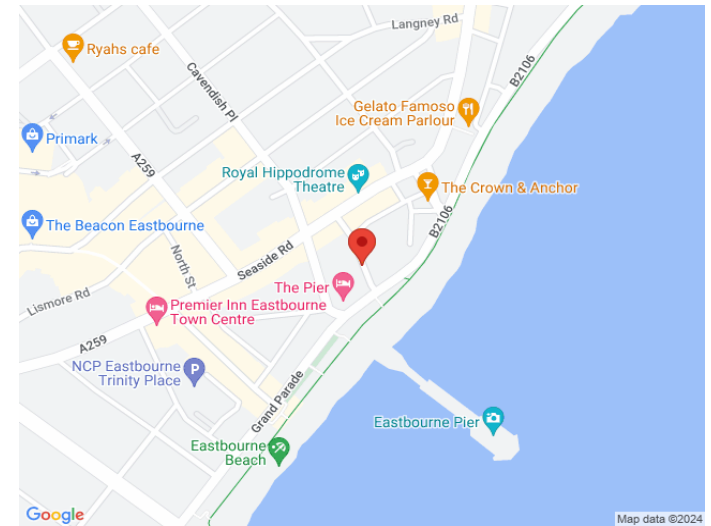 Langney Rd
Ryahs cafe
B2106
Cavendish Pl
Gelato Famoso
Ice Cream Parlour
Primark
A259
Royal Hippodrome
Theatre
The Crown & Anchor
The Beacon Eastbourne
B2106
North St
Seaside Rd
The Pier
Lismore Rd
Premier Inn Eastbourne
Town Centre
A259
NCP Eastbourne
Trinity Place
P
Grand Parade
Eastbourne Pier
Eastbourne
Beach
Google
Map data ©2024